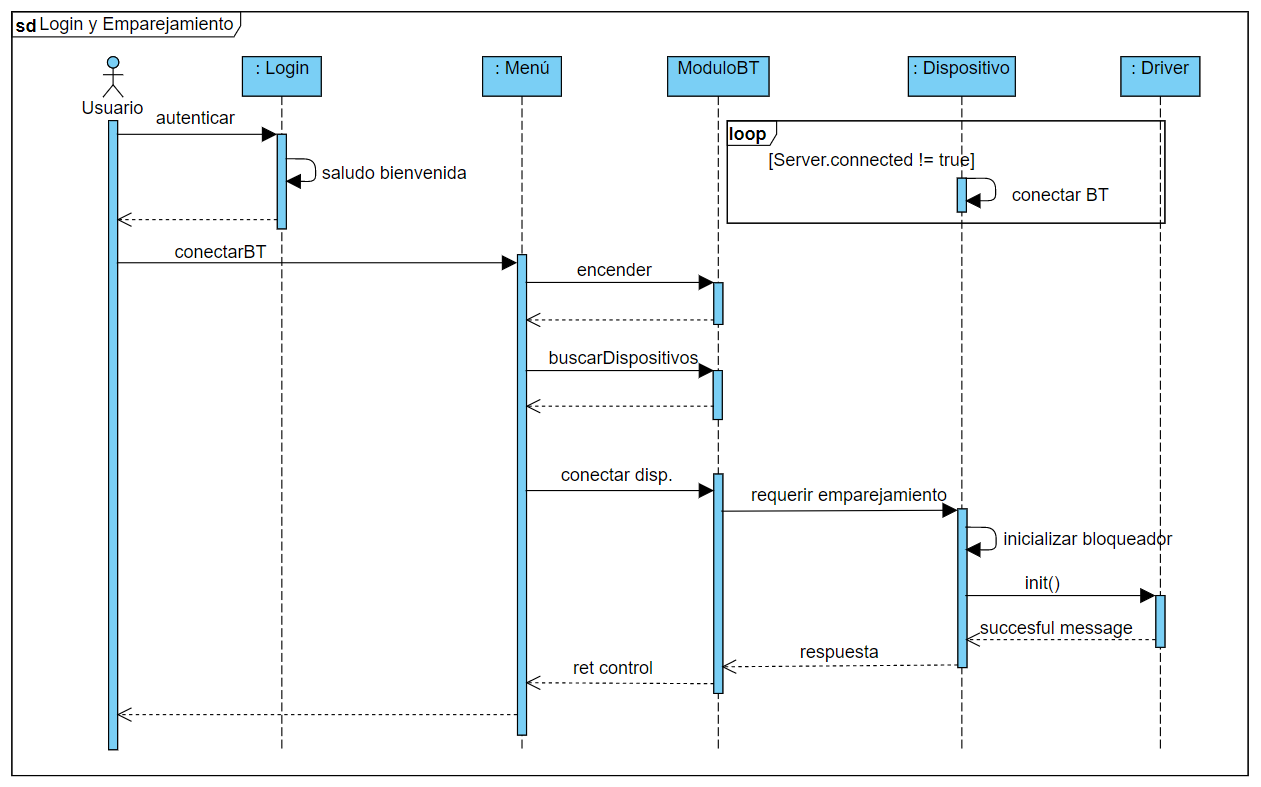 sd Login y Emparejamiento
Usuario
: Login
: Menú
ModuloBT
: Dispositivo
: Driver
autenticar
loop
[Server.connected != true]
saludo bienvenida
conectar BT
conectarBT
encender
buscarDispositivos
conectar disp.
requerir emparejamiento
inicializar bloqueador
init()
succesful message
respuesta
ret control